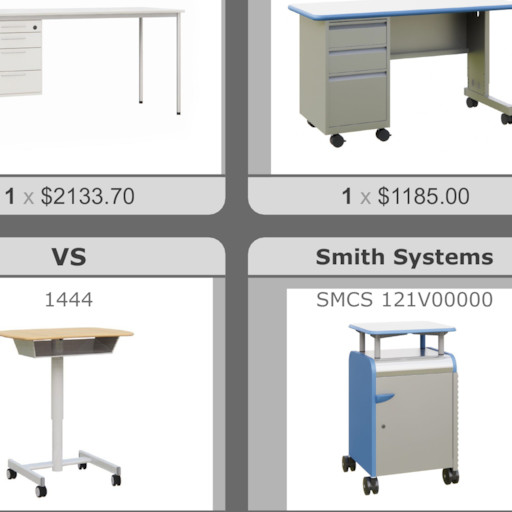 1 x $2133.70
1 x $1185.00
VS
Smith Systems
1444
SMCS 121V00000